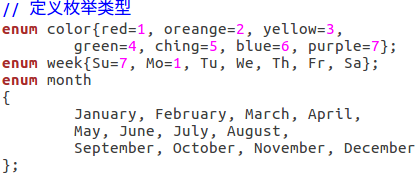 // 定义枚举类型
enum color{red=1, oreange=2, yellow=3,
green=4, ching=5, blue=6, purple=7};
enum week{Su=7, Mo=1, Tu, We, Th, Fr, Sa};
enum month
{
January, February, March, April,
May, June, July, August,
September, October, November, December
};